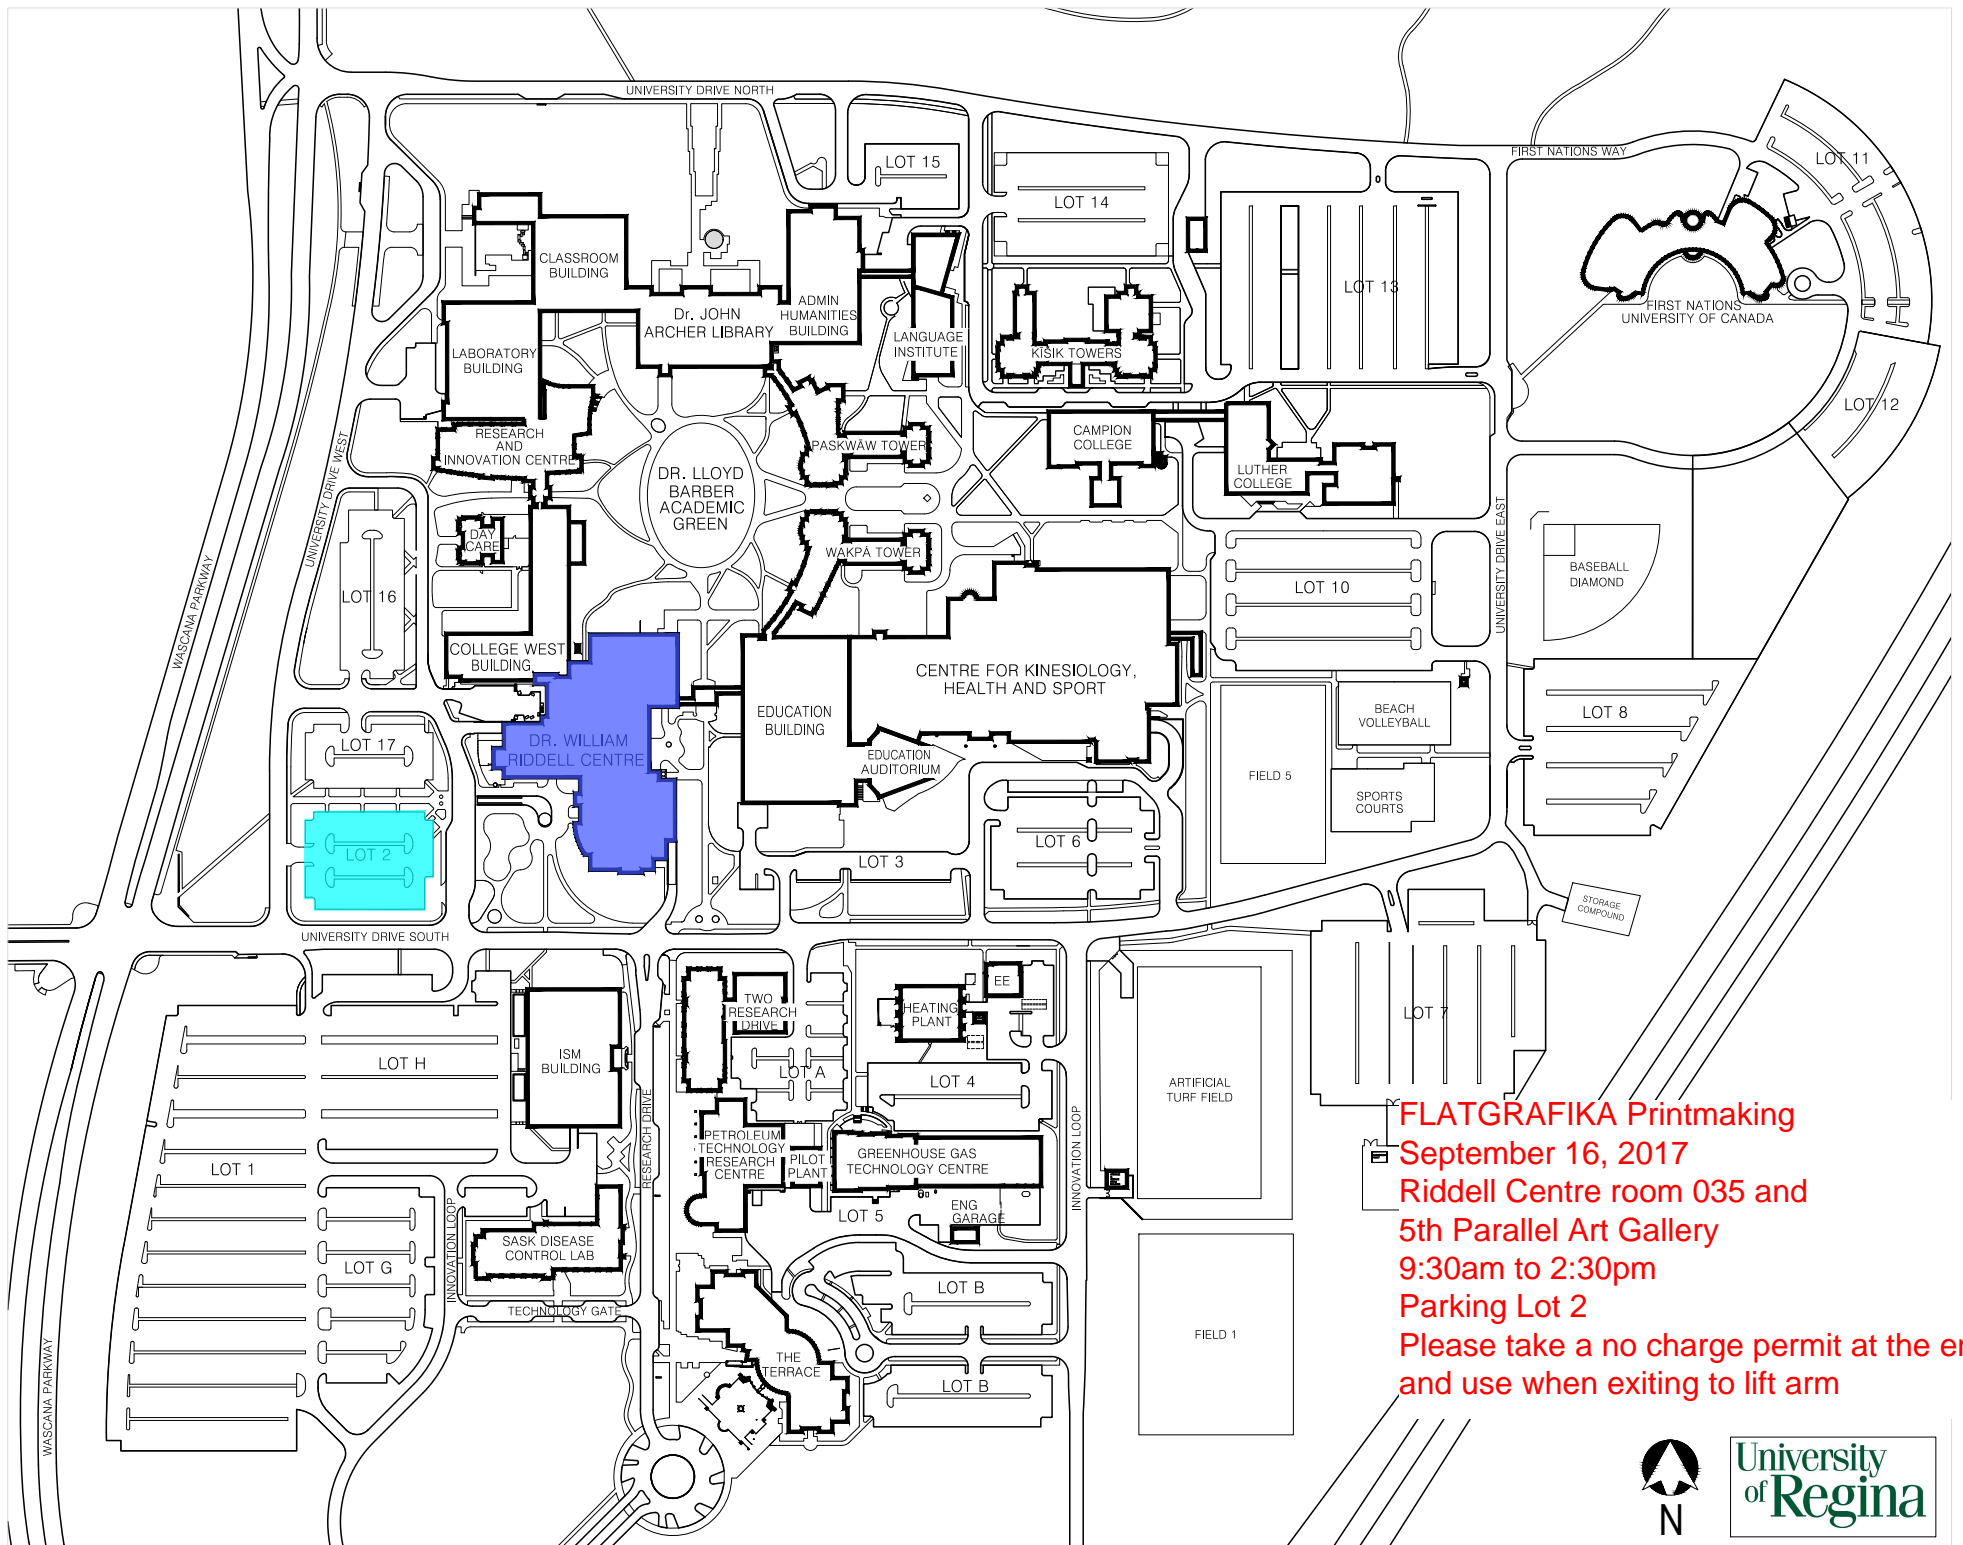 UNIVERSITY DRIVE NORTH
FIRST NATIONS WAY
LOT 11
LOT 15
LOT 14
CLASSROOM
BUILDING
LOT 13
ADMIN
HUMANITIES
BUILDING
Dr. JOHN
ARCHER LIBRARY
FIRST NATIONS
UNIVERSITY OF CANADA
LANGUAGE
INSTITUTE
KĪSIK TOWERS
LABORATORY
BUILDING
LOT 12
RESEARCH
AND
INNOVATION CENTRE
PASKWĀW TOWER
CAMPION
COLLEGE
LUTHER
COLLEGE
DR. LLOYD
BARBER
ACADEMIC
GREEN
UNIVERSITY DRIVE WEST
UNIVERSITY DRIVE EAST
DAY
CARE
WAKPĀ TOWER
BASEBALL
DIAMOND
LOT 10
LOT 16
WASCANA PARKWAY
COLLEGE WEST
BUILDING
CENTRE FOR KINESIOLOGY,
HEALTH AND SPORT
EDUCATION
BUILDING
BEACH
VOLLEYBALL
LOT 8
LOT 17
DR. WILLIAM
RIDDELL CENTRE
EDUCATION
AUDITORIUM
FIELD 5
SPORTS
COURTS
LOT 2
LOT 3
LOT 6
STORAGE
COMPOUND
UNIVERSITY DRIVE SOUTH
EE
TWO
RESEARCH
DRIVE
HEATING
PLANT
LOT 7
LOT H
ISM
BUILDING
LOT A
LOT 4
ARTIFICIAL
TURF FIELD
RESEARCH DRIVE
INNOVATION LOOP
PETROLEUM
TECHNOLOGY
RESEARCH
CENTRE
PILOT
PLANT
GREENHOUSE GAS
TECHNOLOGY CENTRE
LOT 1
LOT 5
ENG
GARAGE
INNOVATION LOOP
SASK DISEASE
CONTROL LAB
LOT G
LOT B
TECHNOLOGY GATE
FIELD 1
THE
TERRACE
LOT B
WASCANA PARKWAY
FLATGRAFIKA Printmaking
September 16, 2017
Riddell Centre room 035 and
5th Parallel Art Gallery
9:30am to 2:30pm
Parking Lot 2
Please take a no charge permit at the
and use when exiting to lift arm
N
University
of Regina